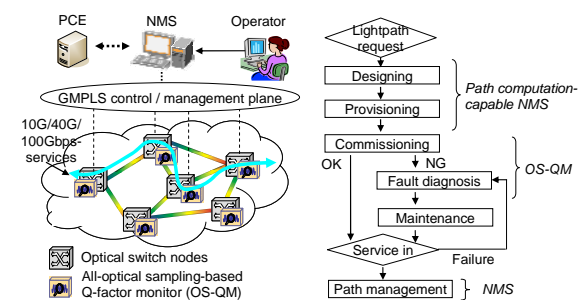 PCE
NMS
Operator
GMPLS control / management plane
10G/40G/
100Gbps-
services
Optical switch nodes
All-optical sampling-based
Q-factor monitor (OS-QM)
Lightpath
request
Designing
Provisioning
Path computation-
capable NMS
Commissioning
OK
NG
Fault diagnosis
OS-QM
Maintenance
Service in
Failure
Path management
NMS